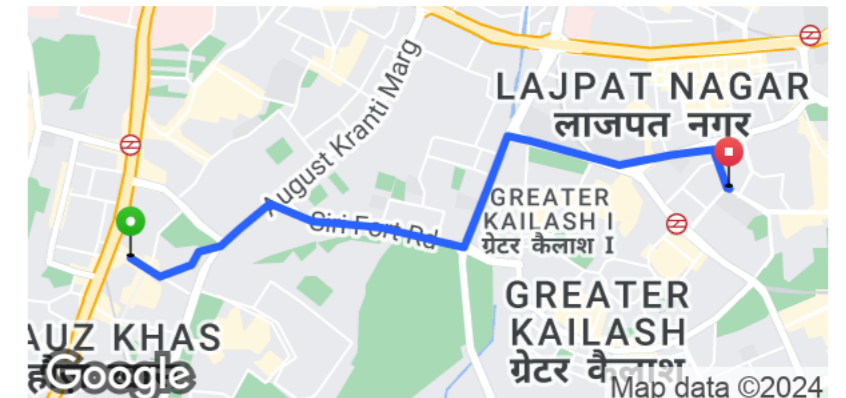 LAJPAT NAGAR
लाजपत नगर
August Kranti Marg
Siri Fort Rd
GREATER
KAILASH I
ग्रेटर कैलाश I
GREATER
KAILASH
ग्रेटर कैलाश
AUZ KHAS
Google
Map data ©2024